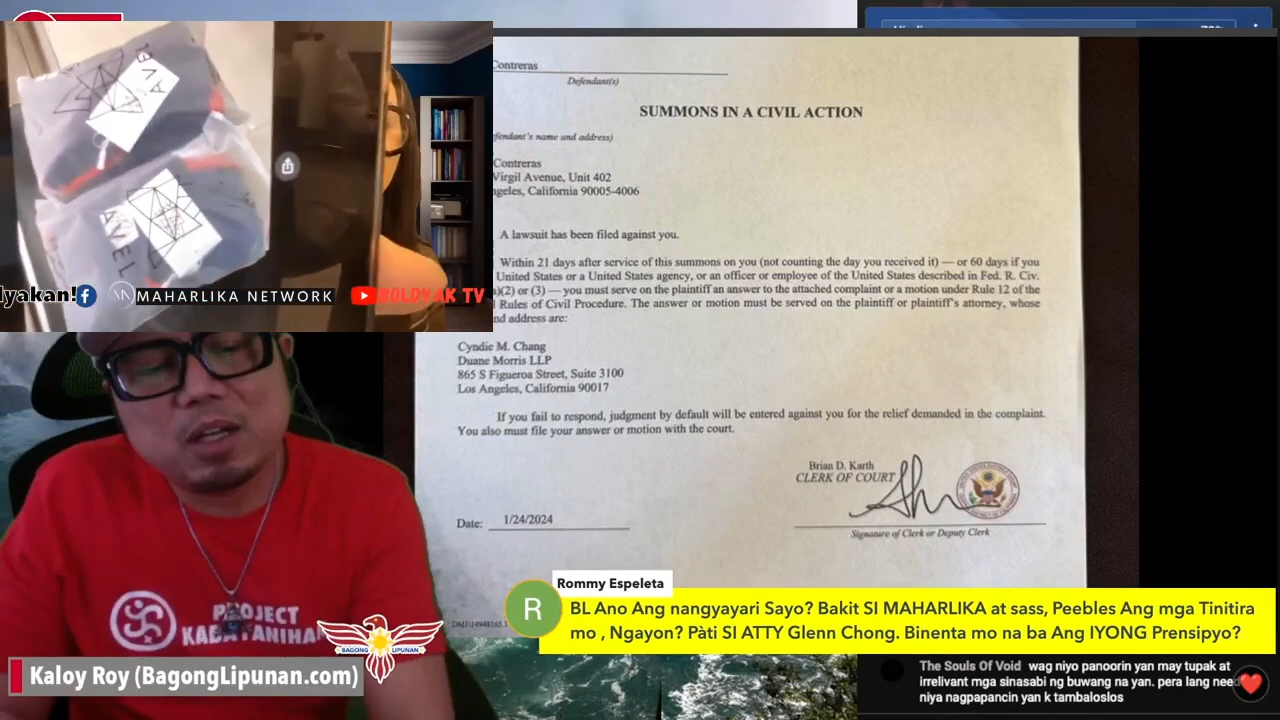 Contreras
Defendant(s)
SUMMONS IN A CIVIL ACTION
name and address)
Contreras
Virgil Avenue, Unit 402
California 90005-4006
A lawsuit has been filed against you.
Within 21 days after service of this summons on you (not counting the day you received it) — or 60 days if you
United States or a United States agency, or an officer or employee of the United States described in Fed. R. Civ.
(2) or (3) — you must serve on the plaintiff an answer to the attached complaint or a motion under Rule 12 of the
Rules of Civil Procedure. The answer or motion must be served on the plaintiff or plaintiff's attorney, whose
address are:
Cyndie M. Chang
Duane Morris LLP
865 S Figueroa Street, Suite 3100
Los Angeles, California 90017
If you fail to respond, judgment by default will be entered against you for the relief demanded in the complaint.
You also must file your answer or motion with the court.
Brian D. Karth
CLERK OF COURT
Date: 1/24/2024
Signature of Clerk or Deputy Clerk
MAHARLIKA NETWORK
BOLDYAK TV
PROJECT
BAGONG LIPUNAN
Kaloy Roy (BagongLipunan.com)
R
Rommy Espeleta
BL Ano Ang nangyayari Sayo? Bakit SI MAHARLIKA at sass, Peebles Ang mga Tinitira
mo , Ngayon? Pàti SI ATTY Glenn Chong. Binenta mo na ba Ang IYONG Prensipyo?
The Souls Of Void wag niyo panoorin yan may tupak at
irrelivant mga sinasabi ng buwang na yan. pera lang need
niya nagpapancin yan k tambaloslos